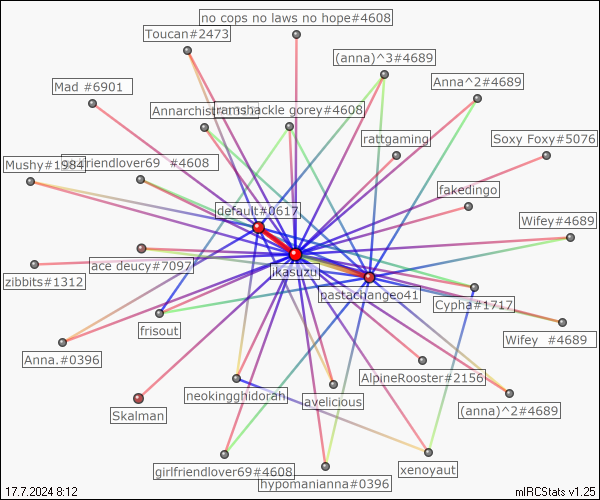 no cops no laws no hope#4608
Toucan#2473
(anna)^3#4689
Anna^2#4689
Mad #6901
ramshackle gorey#4608
rattgaming
Soxy Foxy#5076
Mushy#1984
#4608
fakedingo
default#0617
Wifey#4689
ace deucy#7097
ikasuzu
zibbits#1312
pastachangeo41
Cypha#1717
frisout
Wifey #4689
Anna.#0396
AlpineRooster#2156
neokingghidorah
avelicious
(anna)^2#4689
Skalman
girlfriendlover69#4608
xenoyaut
hypomanianna#0396
17.7.2024 8:12
mIRCStats v1.25